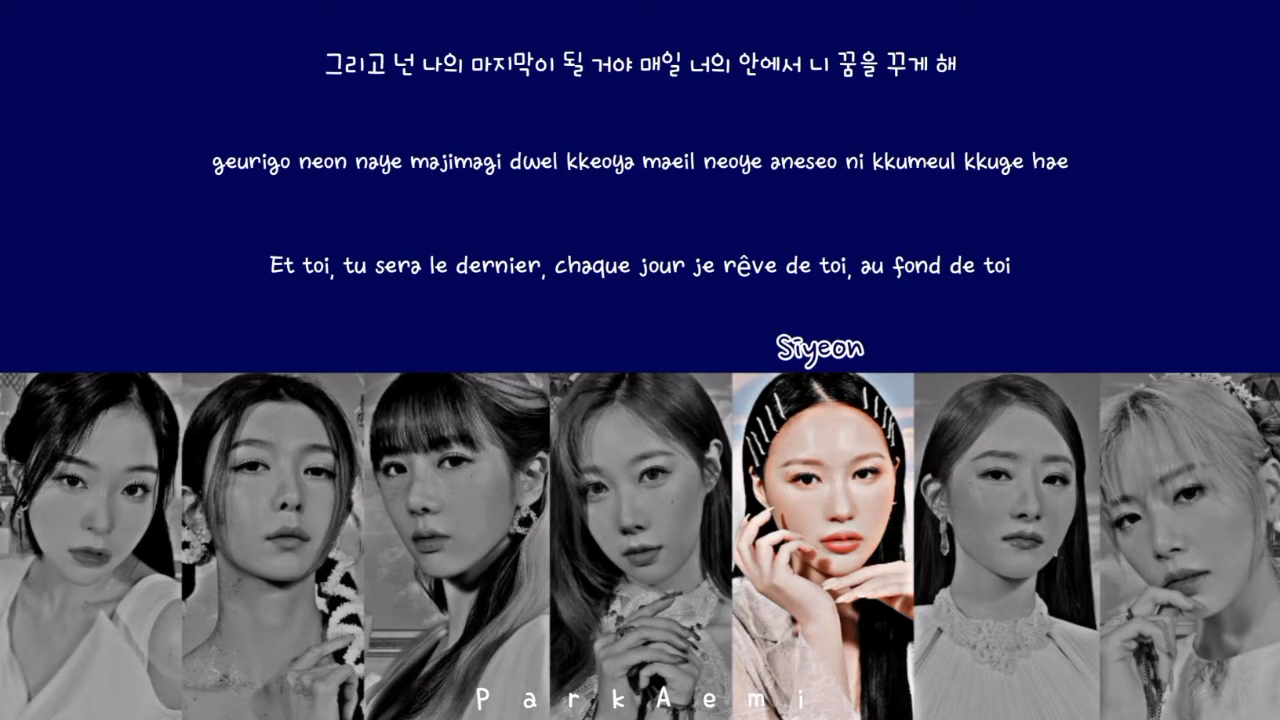 그리고 넌 나의 마지막이 될 거야 매일 너의 안에서 니 꿈을 꾸게 해
geurigo neon naye majimagi dwel kkeoya maeil neoye aneseo ni kkumeul kkuge hae
Et toi, tu sera le dernier, chaque jour je rêve de toi, au fond de toi
Siyeon
ParkAemi